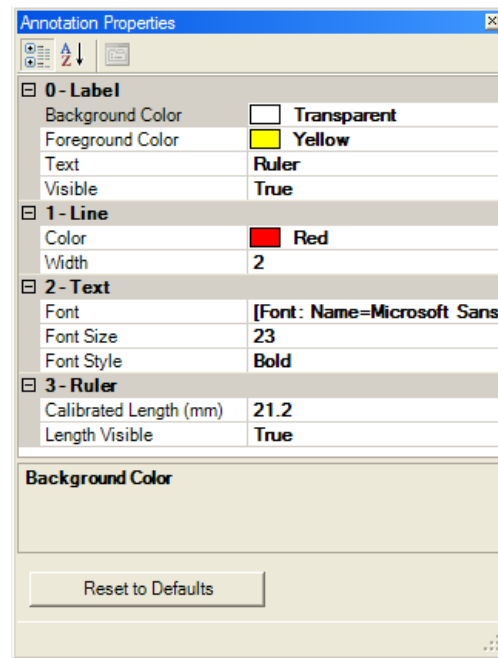 Annotation Properties
0 - Label
Background Color Transparent
Foreground Color Yellow
Text Ruler
Visible True
1 - Line
Color Red
Width 2
2 - Text
Font [Font: Name=Microsoft Sans
Font Size 23
Font Style Bold
3 - Ruler
Calibrated Length (mm) 21.2
Length Visible True
Background Color
Reset to Defaults